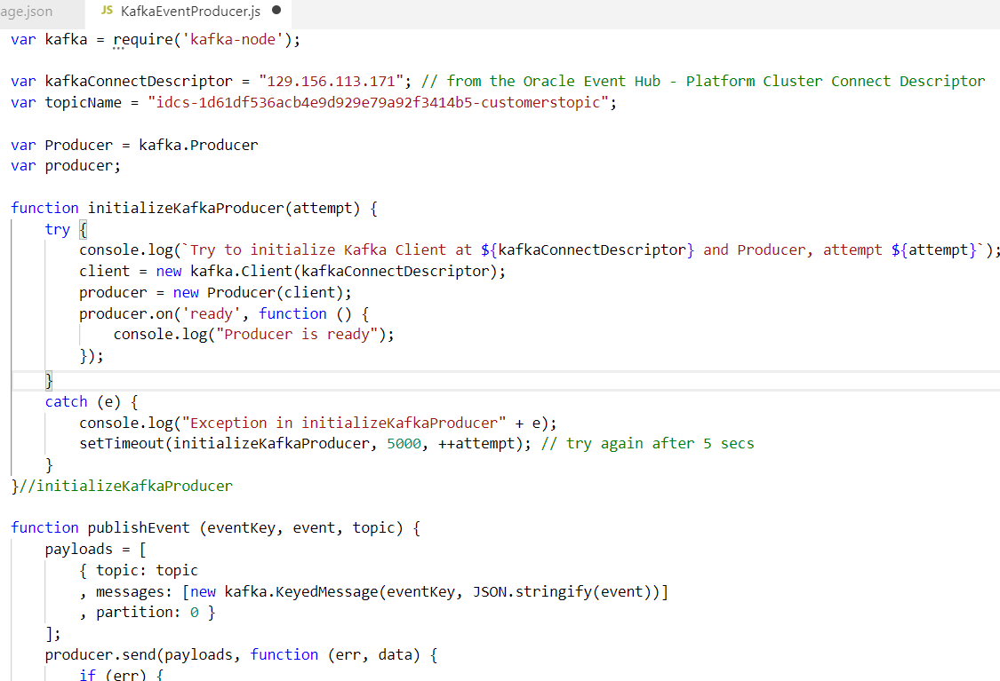 age.json
JS KafkaEventProducer.js ●
var kafka = require('kafka-node');
var kafkaConnectDescriptor = "129.156.113.171"; // from the Oracle Event Hub - Platform Cluster Connect Descriptor
var topicName = "idcs-1d61df536acb4e9d929e79a92f3414b5-customerstopic";
var Producer = kafka.Producer
var producer;
function initializeKafkaProducer(attempt) {
try {
console.log(`Try to initialize Kafka Client at ${kafkaConnectDescriptor} and Producer, attempt ${attempt}`);
client = new kafka.Client(kafkaConnectDescriptor);
producer = new Producer(client);
producer.on('ready', function () {
console.log("Producer is ready");
});
}
catch (e) {
console.log("Exception in initializeKafkaProducer" + e);
setTimeout(initializeKafkaProducer, 5000, ++attempt); // try again after 5 secs
}
}//initializeKafkaProducer
function publishEvent (eventKey, event, topic) {
payloads = [
{ topic: topic
, messages: [new kafka.KeyedMessage(eventKey, JSON.stringify(event))]
, partition: 0 }
];
producer.send(payloads, function (err, data) {
if (err) {